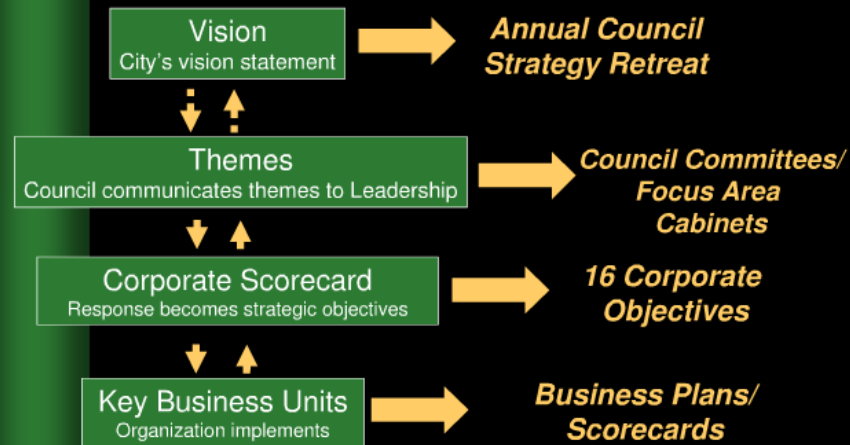 Vision
City's vision statement
Annual Council
Strategy Retreat
Themes
Council communicates themes to Leadership
Council Committees/
Focus Area
Cabinets
Corporate Scorecard
Response becomes strategic objectives
16 Corporate
Objectives
Key Business Units
Organization implements
Business Plans/
Scorecards